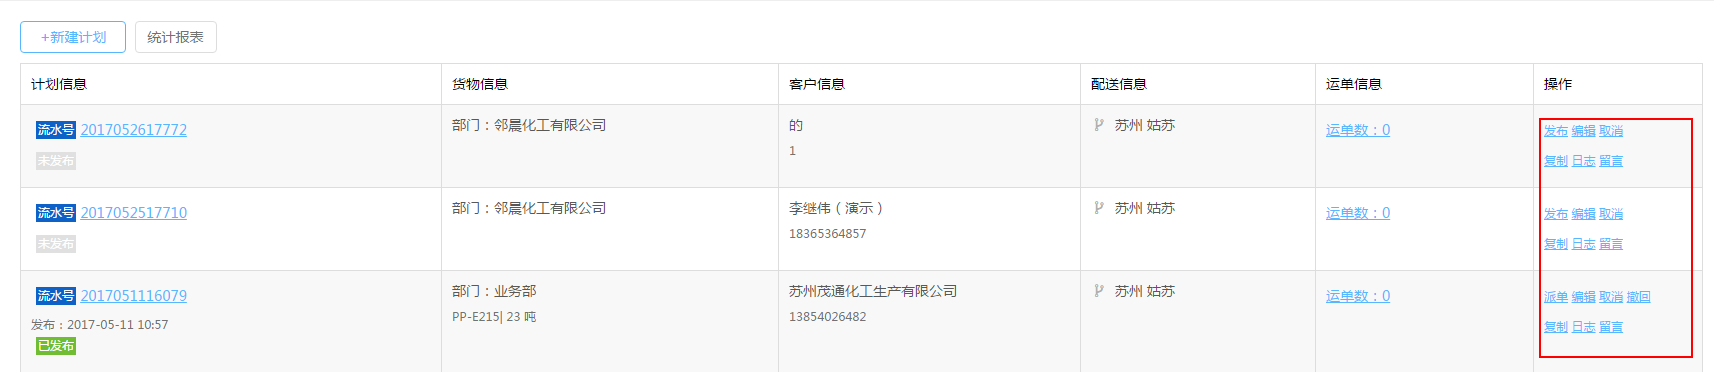 +新建计划 统计报表
计划信息 货物信息 客户信息 配送信息 运单信息 操作
流水号 2017052617772 部门：邻晨化工有限公司 的 苏州 姑苏 运单数：0 发布 编辑 取消
未发布 1 复制 日志 留言
流水号 2017052517710 部门：邻晨化工有限公司 李继伟（演示） 苏州 姑苏 运单数：0 发布 编辑 取消
未发布 18365364857 复制 日志 留言
流水号 2017051116079 部门：业务部 苏州茂通化工生产有限公司 苏州 姑苏 运单数：0 派单 编辑 取消 撤回
发布：2017-05-11 10:57 PP-E215| 23 吨 13854026482 复制 日志 留言
已发布